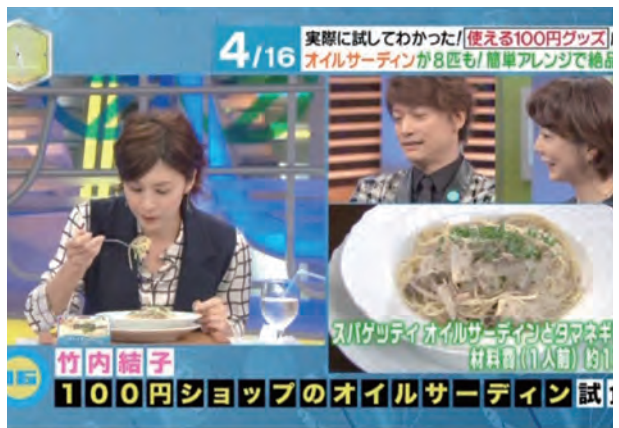 4/16
実際に試してわかった!使える100円グッズ
オイルサーディンが8匹も!簡単アレンジで絶品
スパゲッティ オイルサーディンとタマネギ
材料費(1人前)約1
竹内結子
100円ショップのオイルサーディン試食